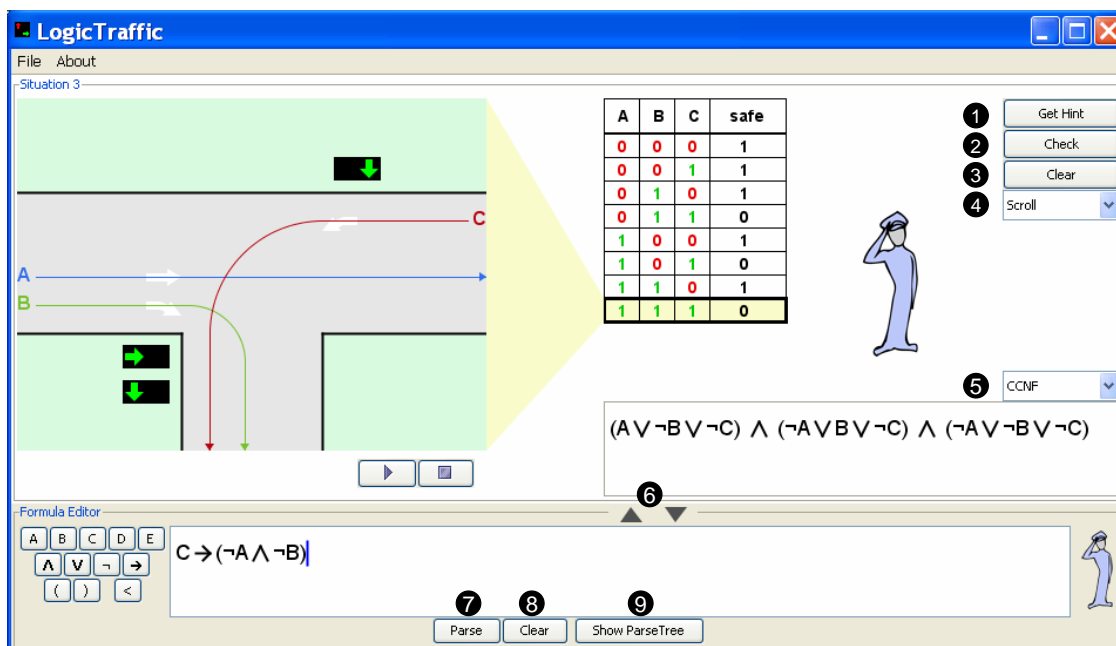 LogicTraffic
File About
Situation 3
A B C safe
0 0 0 1
0 0 1 1
0 1 0 1
0 1 1 0
1 0 0 1
1 0 1 0
1 1 0 1
1 1 1 0
C
A
B
1 Get Hint
2 Check
3 Clear
4 Scroll
5 CCNF
(A∨¬B∨¬C) ∧ (¬A∨B∨¬C) ∧ (¬A∨¬B∨¬C)
6
Formula Editor
A B C D E
∧ ∨ ¬ →
( ) <
C→(¬A∧¬B)
7 8 9
Parse Clear Show ParseTree